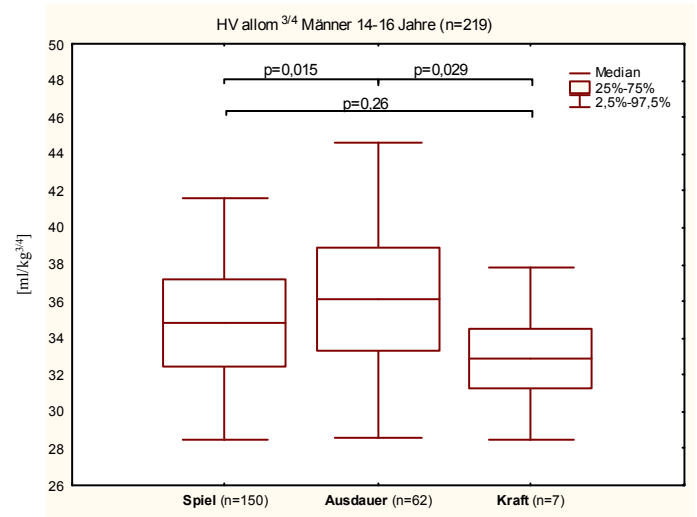 HV allom ³/⁴ Männer 14-16 Jahre (n=219)
50
48
46
44
42
40
38
36
34
32
30
28
26
[ml/kg³/⁴]
p=0,015
p=0,029
p=0,26
Median
25%-75%
2,5%-97,5%
Spiel (n=150)
Ausdauer (n=62)
Kraft (n=7)